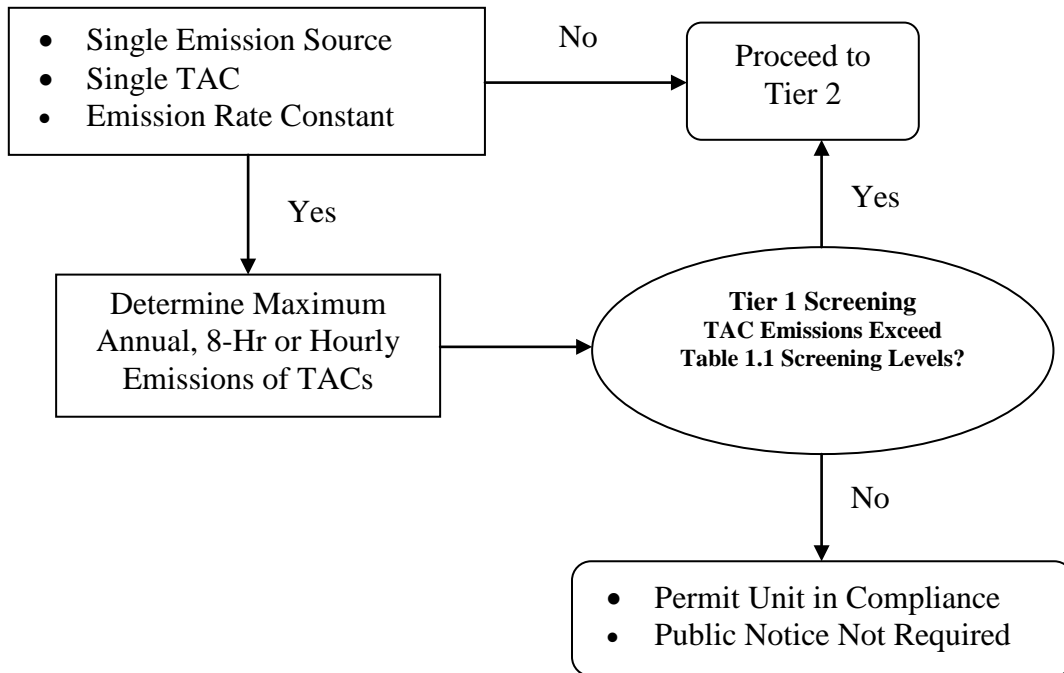 • Single Emission Source
• Single TAC
• Emission Rate Constant
No
Proceed to
Tier 2
Yes
Yes
Determine Maximum
Annual, 8-Hr or Hourly
Emissions of TACs
Tier 1 Screening
TAC Emissions Exceed
Table 1.1 Screening Levels?
No
• Permit Unit in Compliance
• Public Notice Not Required